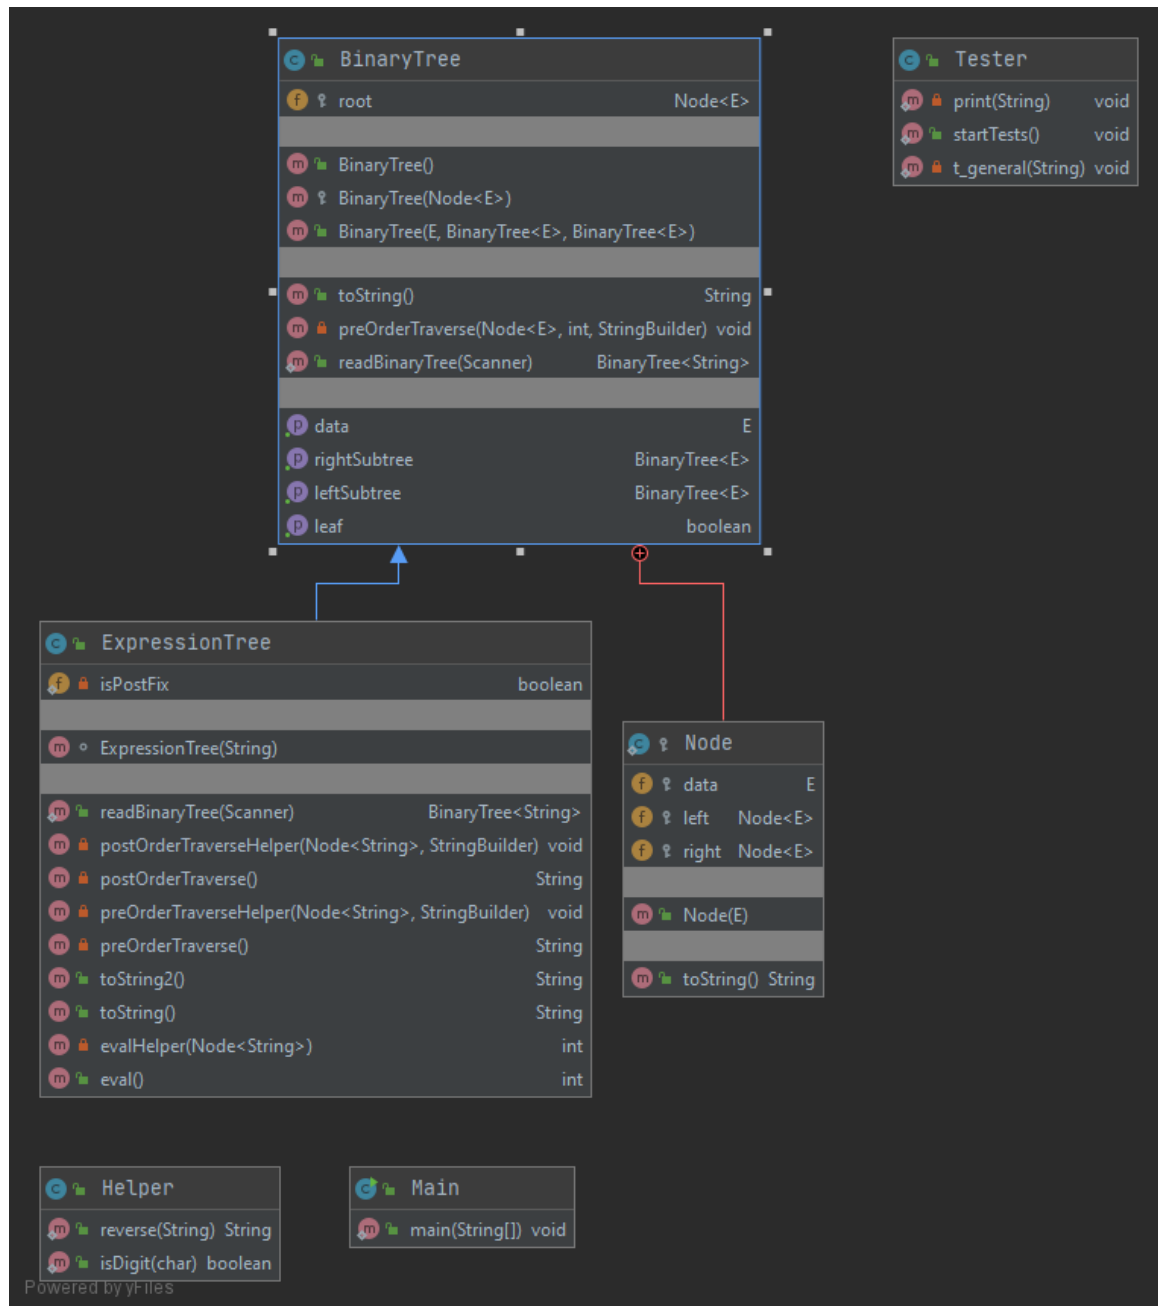 BinaryTree
root Node<E>
BinaryTree()
BinaryTree(Node<E>)
BinaryTree(E, BinaryTree<E>, BinaryTree<E>)
toString() String
preOrderTraverse(Node<E>, int, StringBuilder) void
readBinaryTree(Scanner) BinaryTree<String>
data E
rightSubtree BinaryTree<E>
leftSubtree BinaryTree<E>
leaf boolean
Tester
print(String) void
startTests() void
t_general(String) void
ExpressionTree
isPostFix boolean
ExpressionTree(String)
readBinaryTree(Scanner) BinaryTree<String>
postOrderTraverseHelper(Node<String>, StringBuilder) void
postOrderTraverse() String
preOrderTraverseHelper(Node<String>, StringBuilder) void
preOrderTraverse() String
toString2() String
toString() String
evalHelper(Node<String>) int
eval() int
Node
data E
left Node<E>
right Node<E>
Node(E)
toString() String
Helper
reverse(String) String
isDigit(char) boolean
Main
main(String[]) void
Powered by yFiles